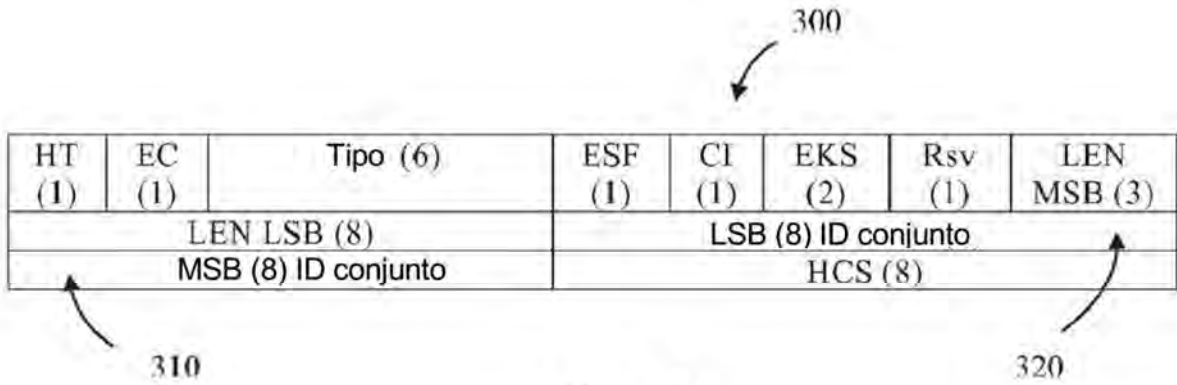 300
HT (1) EC (1) Tipo (6) ESF (1) CI (1) EKS (2) Rsv (1) LEN MSB (3)
LEN LSB (8) LSB (8) ID conjunto
MSB (8) ID conjunto HCS (8)
310 320